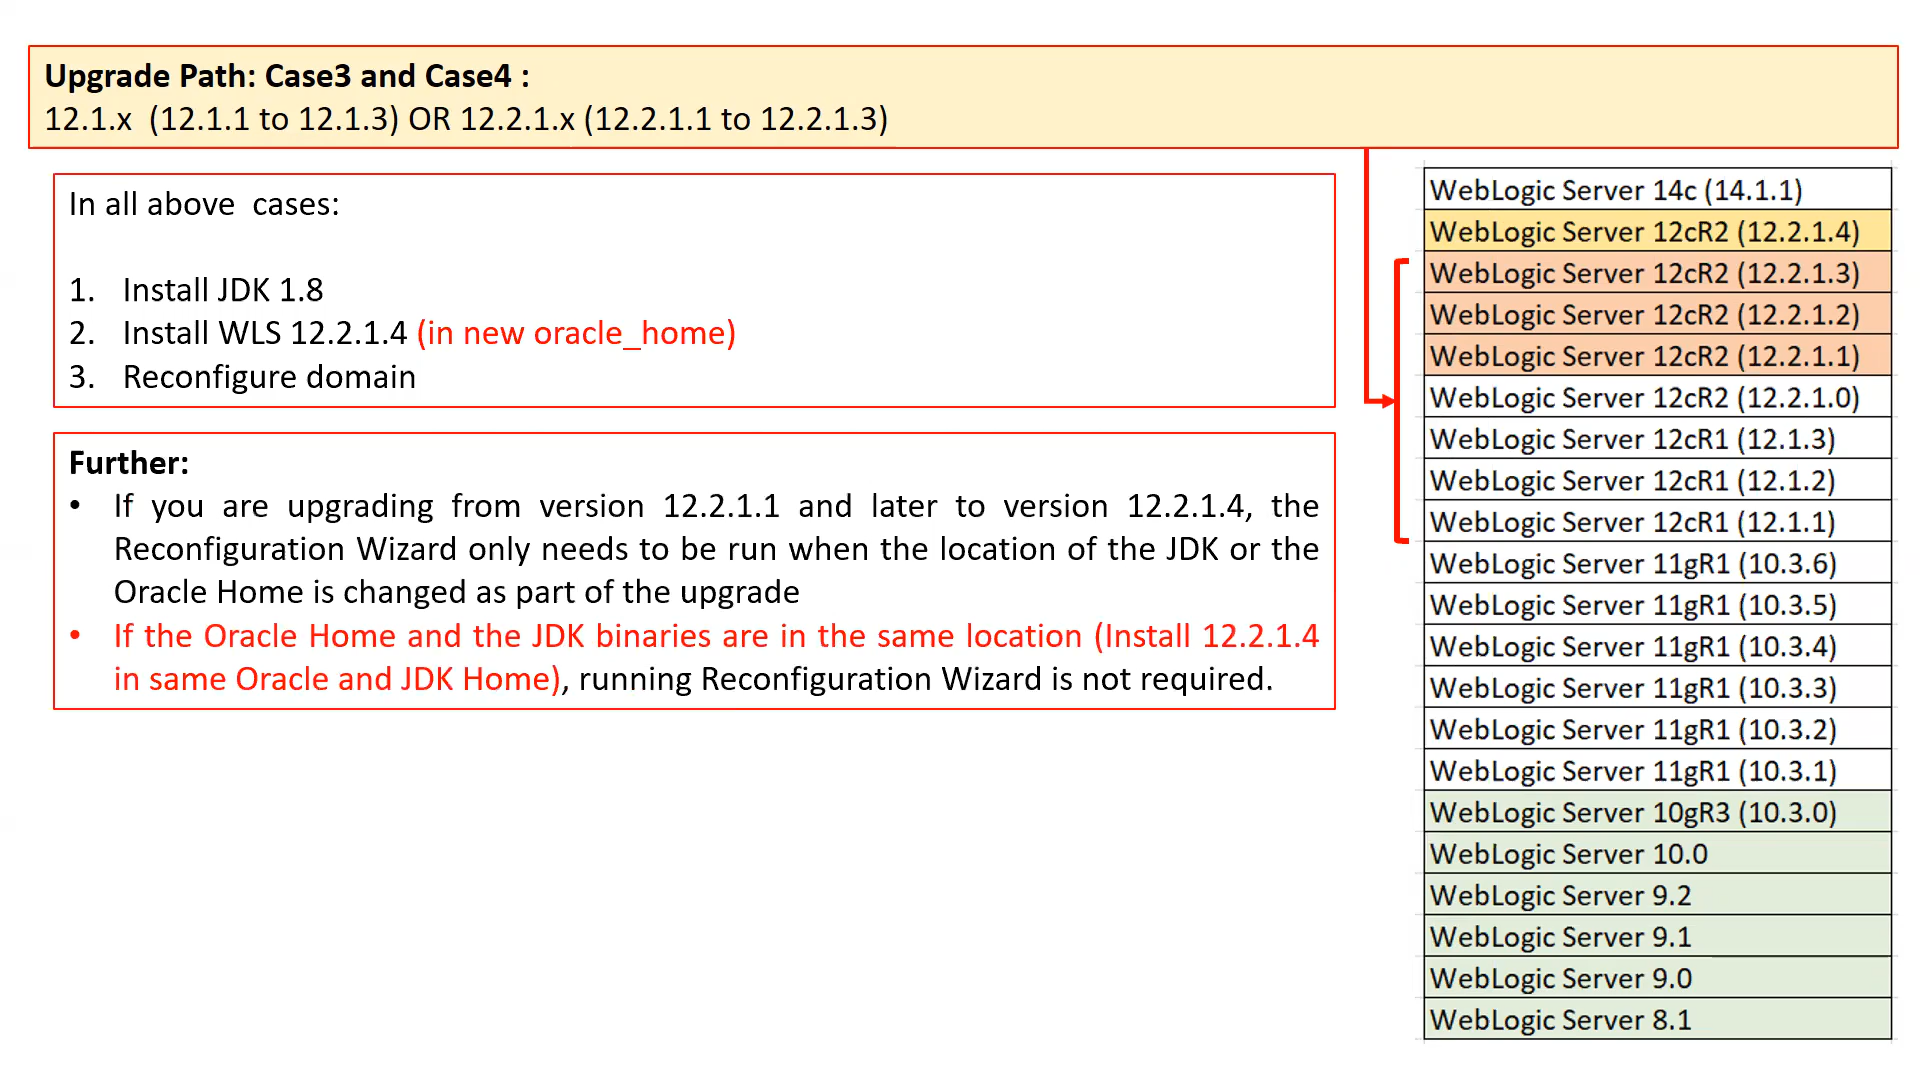 Upgrade Path: Case3 and Case4 :
12.1.x  (12.1.1 to 12.1.3) OR 12.2.1.x (12.2.1.1 to 12.2.1.3)
In all above  cases:
1. Install JDK 1.8
2. Install WLS 12.2.1.4 (in new oracle_home)
3. Reconfigure domain
Further:
• If you are upgrading from version 12.2.1.1 and later to version 12.2.1.4, the
Reconfiguration Wizard only needs to be run when the location of the JDK or the
Oracle Home is changed as part of the upgrade
• If the Oracle Home and the JDK binaries are in the same location (Install 12.2.1.4
in same Oracle and JDK Home), running Reconfiguration Wizard is not required.
WebLogic Server 14c (14.1.1)
WebLogic Server 12cR2 (12.2.1.4)
WebLogic Server 12cR2 (12.2.1.3)
WebLogic Server 12cR2 (12.2.1.2)
WebLogic Server 12cR2 (12.2.1.1)
WebLogic Server 12cR2 (12.2.1.0)
WebLogic Server 12cR1 (12.1.3)
WebLogic Server 12cR1 (12.1.2)
WebLogic Server 12cR1 (12.1.1)
WebLogic Server 11gR1 (10.3.6)
WebLogic Server 11gR1 (10.3.5)
WebLogic Server 11gR1 (10.3.4)
WebLogic Server 11gR1 (10.3.3)
WebLogic Server 11gR1 (10.3.2)
WebLogic Server 11gR1 (10.3.1)
WebLogic Server 10gR3 (10.3.0)
WebLogic Server 10.0
WebLogic Server 9.2
WebLogic Server 9.1
WebLogic Server 9.0
WebLogic Server 8.1